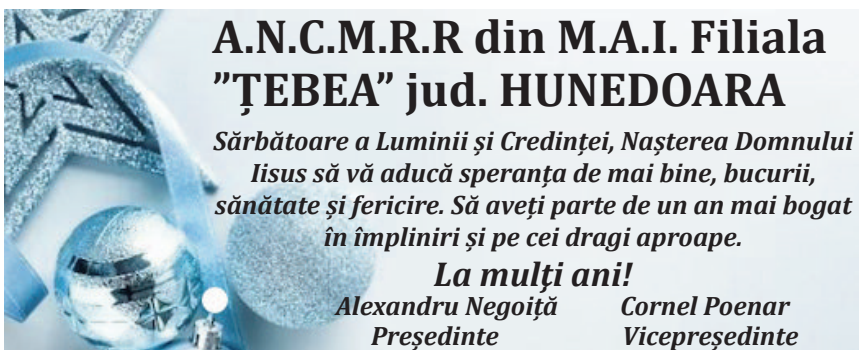 A.N.C.M.R.R din M.A.I. Filiala
”ȚEBEA” jud. HUNEDOARA
Sărbătoare a Luminii și Credinței, Nașterea Domnului
Iisus să vă aducă speranța de mai bine, bucurii,
sănătate și fericire. Să aveți parte de un an mai bogat
în împliniri și pe cei dragi aproape.
La mulți ani!
Alexandru Negoiță Cornel Poenar
Președinte Vicepreședinte